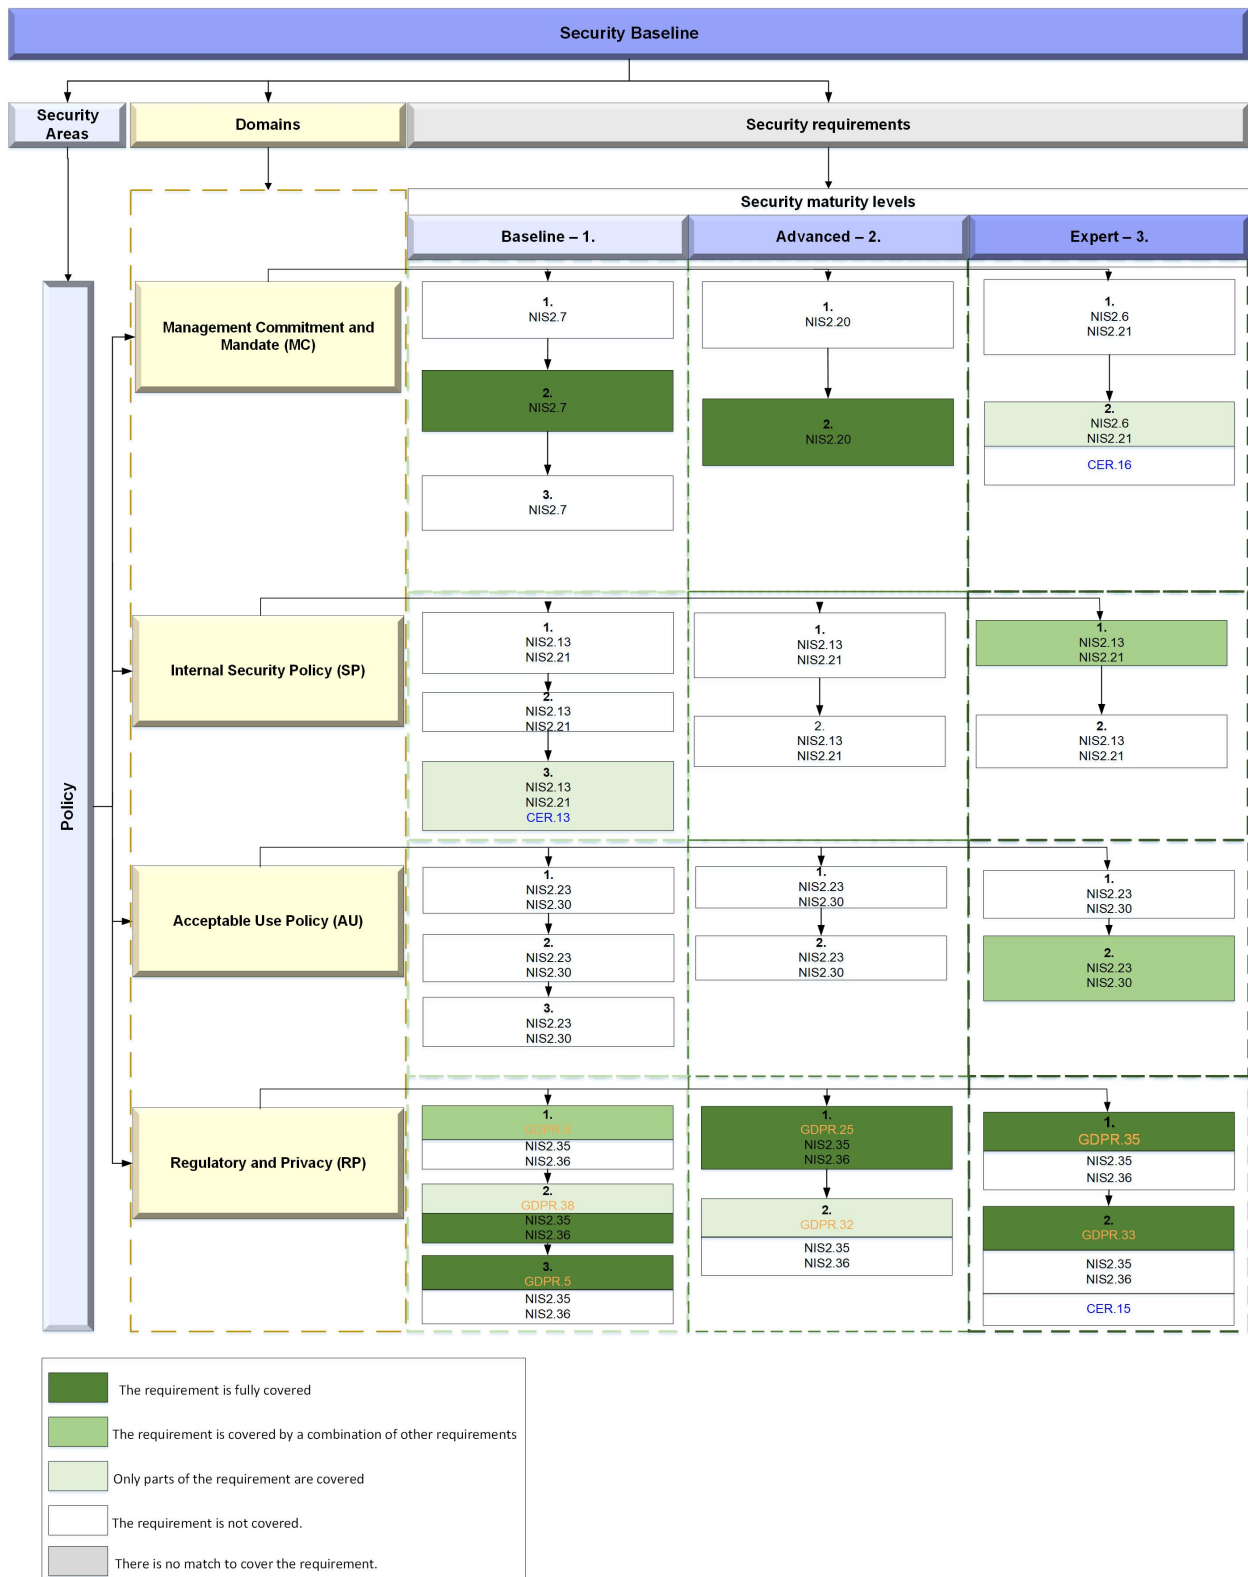 Security Baseline
Security
Areas
Domains
Security requirements
Security maturity levels
Baseline – 1.
Advanced – 2.
Expert – 3.
Policy
Management Commitment and
Mandate (MC)
1.
NIS2.7
2.
NIS2.7
3.
NIS2.7
1.
NIS2.20
2.
NIS2.20
1.
NIS2.6
NIS2.21
2.
NIS2.6
NIS2.21
CER.16
Internal Security Policy (SP)
1.
NIS2.13
NIS2.21
2.
NIS2.13
NIS2.21
3.
NIS2.13
NIS2.21
CER.13
1.
NIS2.13
NIS2.21
2.
NIS2.13
NIS2.21
1.
NIS2.13
NIS2.21
2.
NIS2.13
NIS2.21
Acceptable Use Policy (AU)
1.
NIS2.23
NIS2.30
2.
NIS2.23
NIS2.30
3.
NIS2.23
NIS2.30
1.
NIS2.23
NIS2.30
2.
NIS2.23
NIS2.30
1.
NIS2.23
NIS2.30
2.
NIS2.23
NIS2.30
Regulatory and Privacy (RP)
1.
NIS2.35
NIS2.36
2.
GDPR.38
NIS2.35
NIS2.36
3.
GDPR.5
NIS2.35
NIS2.36
1.
GDPR.25
NIS2.35
NIS2.36
2.
GDPR.32
NIS2.35
NIS2.36
1.
GDPR.35
NIS2.35
NIS2.36
2.
GDPR.33
NIS2.35
NIS2.36
CER.15
The requirement is fully covered
The requirement is covered by a combination of other requirements
Only parts of the requirement are covered
The requirement is not covered.
There is no match to cover the requirement.